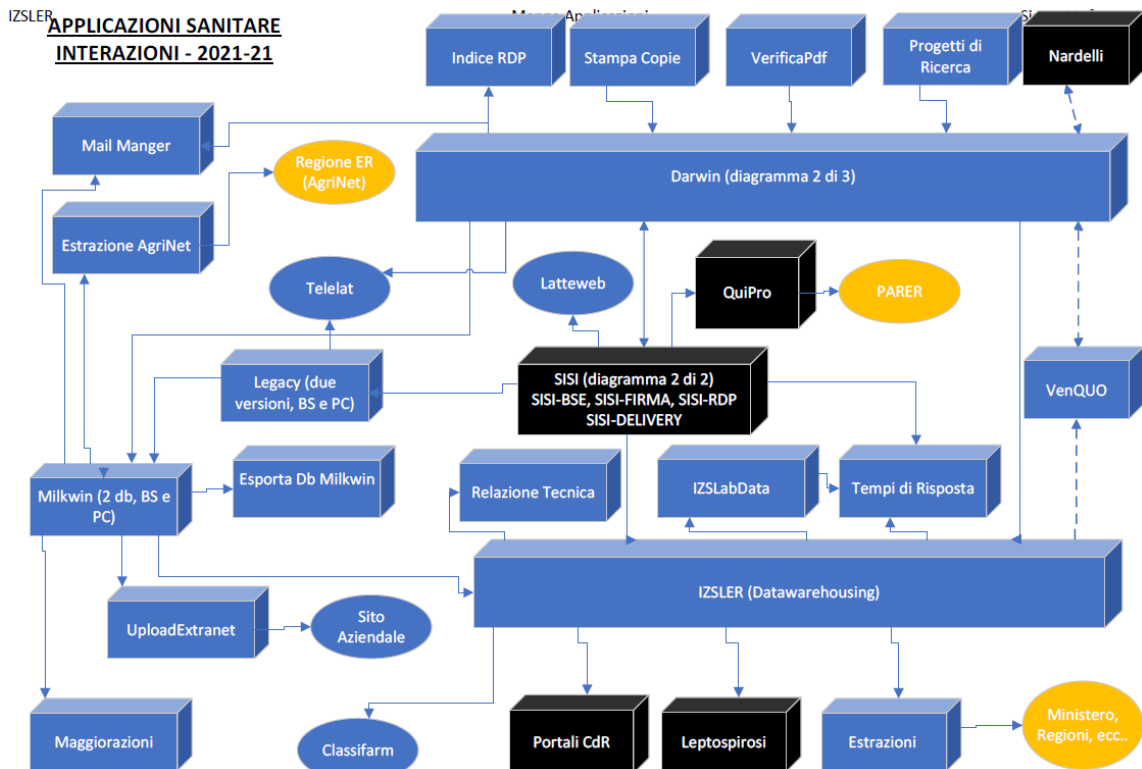 IZSLER
APPLICAZIONI SANITARE
INTERAZIONI - 2021-21
Indice RDP
Stampa Copie
VerificaPdf
Progetti di
Ricerca
Nardelli
Mail Manger
Regione ER
(AgriNet)
Darwin (diagramma 2 di 3)
Estrazione AgriNet
Telelat
Latteweb
QuiPro
PARER
Legacy (due
versioni, BS e PC)
SISI (diagramma 2 di 2)
SISI-BSE, SISI-FIRMA, SISI-RDP
SISI-DELIVERY
VenQUO
Milkwin (2 db, BS e
PC)
Esporta Db Milkwin
Relazione Tecnica
IZSLabData
Tempi di Risposta
IZSLER (Datawarehousing)
UploadExtranet
Sito
Aziendale
Maggiorazioni
Classifarm
Portali CdR
Leptospirosi
Estrazioni
Ministero,
Regioni, ecc..